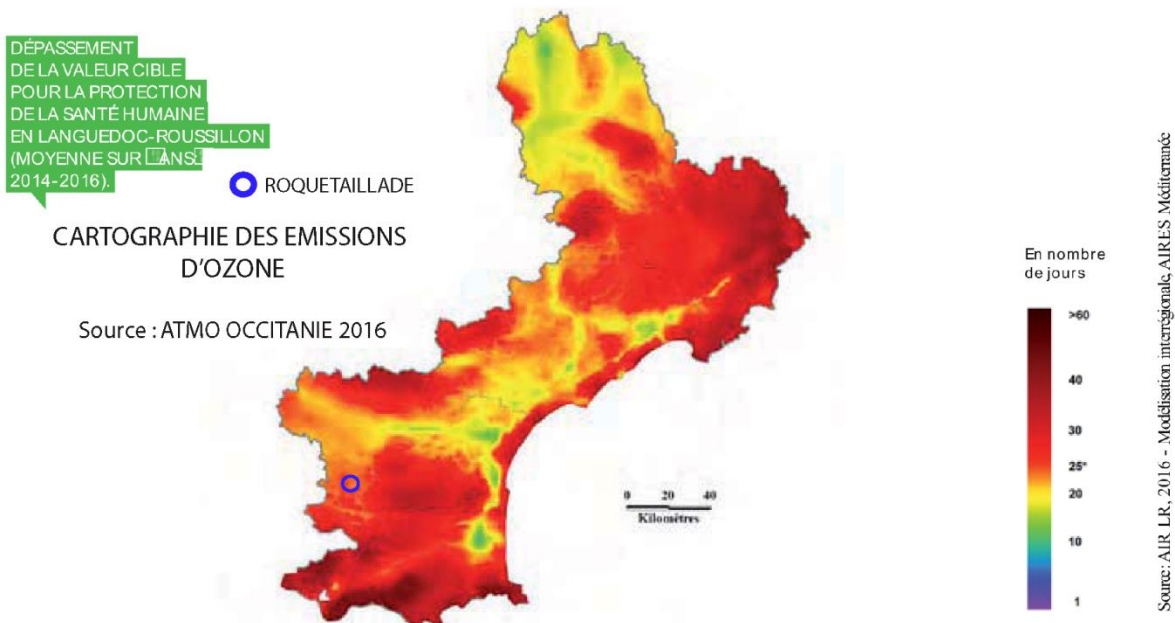 DÉPASSEMENT
DE LA VALEUR CIBLE
POUR LA PROTECTION
DE LA SANTÉ HUMAINE
EN LANGUEDOC-ROUSSILLON
(MOYENNE SUR ANS
2014-2016).
ROQUETAILLADE
CARTOGRAPHIE DES EMISSIONS
D'OZONE
Source : ATMO OCCITANIE 2016
0 20 40
Kilomètres
En nombre
de jours
>60
40
30
25*
20
10
1
Source: AIR LR, 2016 - Modélisation interrégionale, AIRES Méditerranée